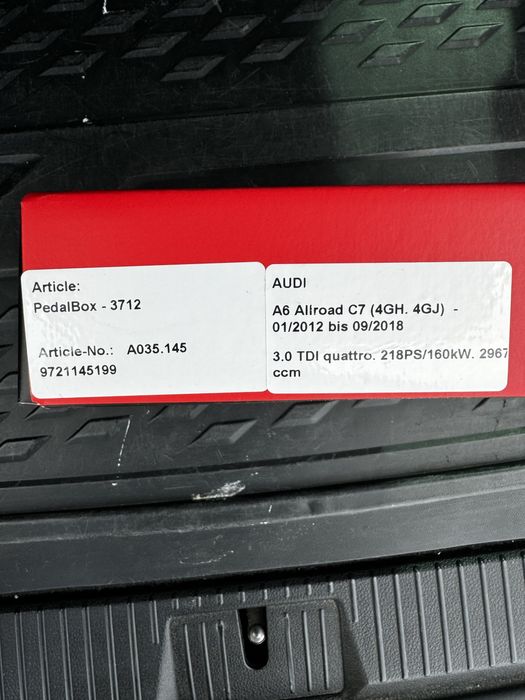 Article:
PedalBox - 3712
Article-No.: A035.145
9721145199
AUDI
A6 Allroad C7 (4GH. 4GJ) -
01/2012 bis 09/2018
3.0 TDI quattro. 218PS/160kW. 2967
ccm